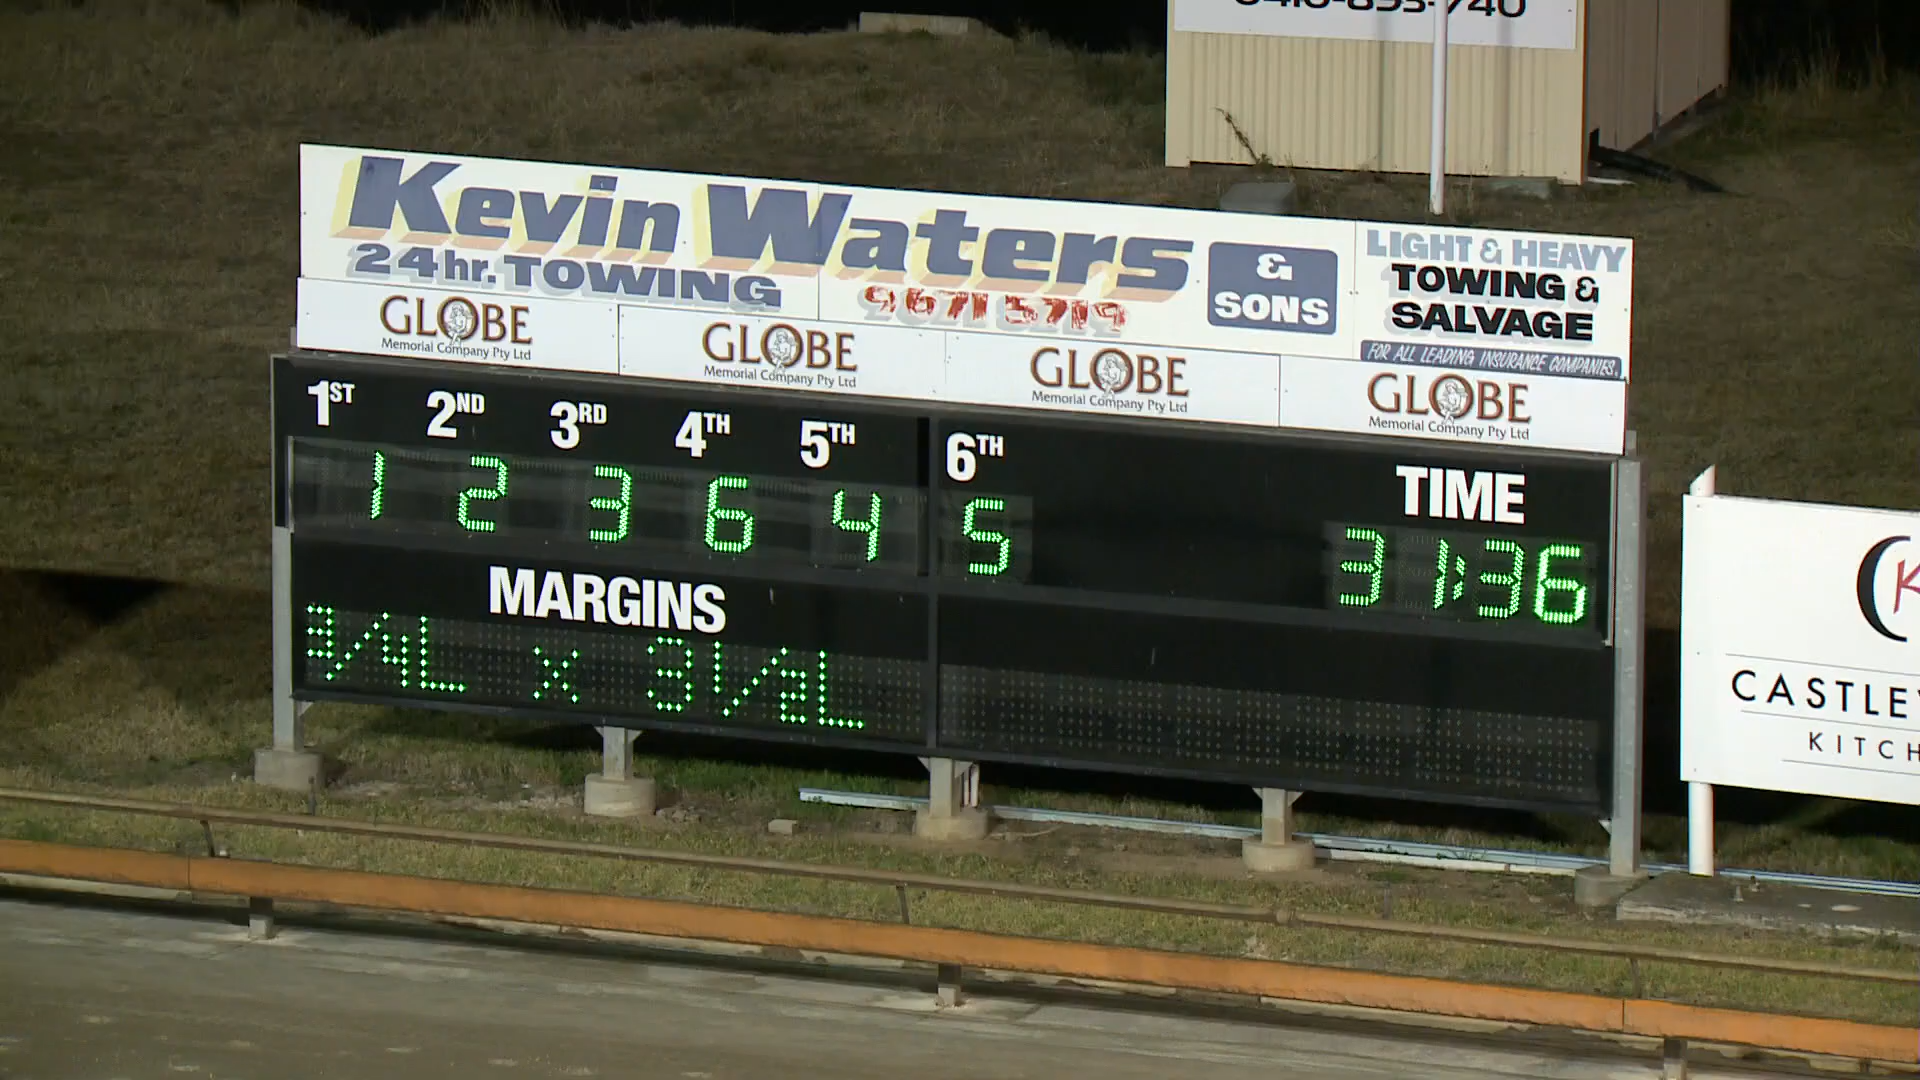 Kevin Waters
& SONS
24hr. TOWING
9671 5719
LIGHT & HEAVY
TOWING &
SALVAGE
FOR ALL LEADING INSURANCE COMPANIES.
GLOBE
Memorial Company Pty Ltd
GLOBE
Memorial Company Pty Ltd
GLOBE
Memorial Company Pty Ltd
GLOBE
Memorial Company Pty Ltd
1ST 2ND 3RD 4TH 5TH 6TH TIME
1 2 3 6 4 5 31:36
MARGINS
3/4L x 3 1/2L
K
CASTLE
KITCH